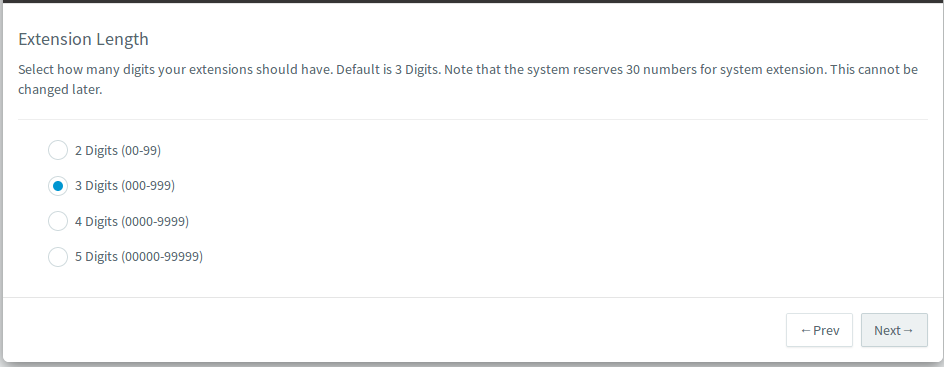 Extension Length
Select how many digits your extensions should have. Default is 3 Digits. Note that the system reserves 30 numbers for system extension. This cannot be
changed later.
2 Digits (00-99)
3 Digits (000-999)
4 Digits (0000-9999)
5 Digits (00000-99999)
←Prev
Next→